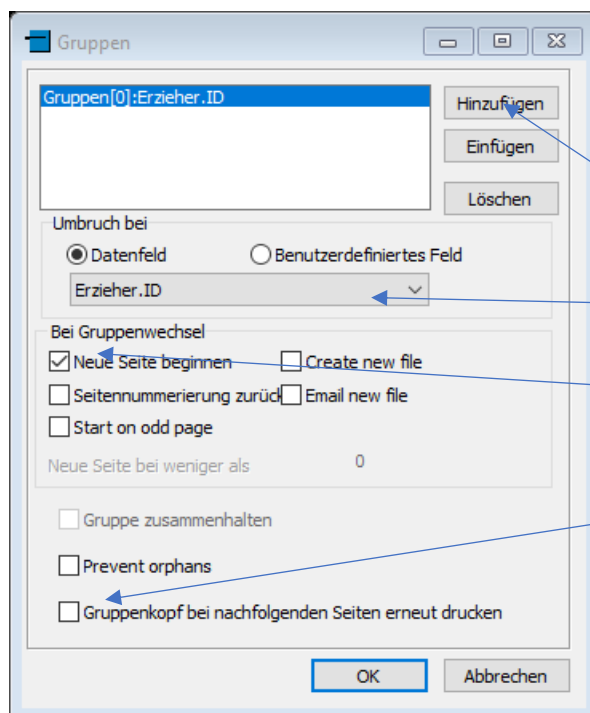 Gruppen
Gruppen[0]:Erzieher.ID
Hinzufügen
Einfügen
Löschen
Umbruch bei
Datenfeld Benutzerdefiniertes Feld
Erzieher.ID
Bei Gruppenwechsel
Neue Seite beginnen Create new file
Seitennummerierung zurück Email new file
Start on odd page
Neue Seite bei weniger als 0
Gruppe zusammenhalten
Prevent orphans
Gruppenkopf bei nachfolgenden Seiten erneut drucken
OK Abbrechen